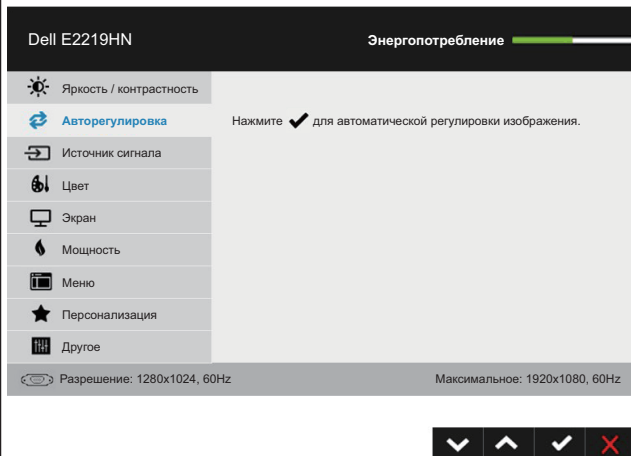 Dell E2219HN
Энергопотребление
Яркость / контрастность
Авторегулировка
Нажмите для автоматической регулировки изображения.
Источник сигнала
Цвет
Экран
Мощность
Меню
Персонализация
Другое
Разрешение: 1280x1024, 60Hz
Максимальное: 1920x1080, 60Hz